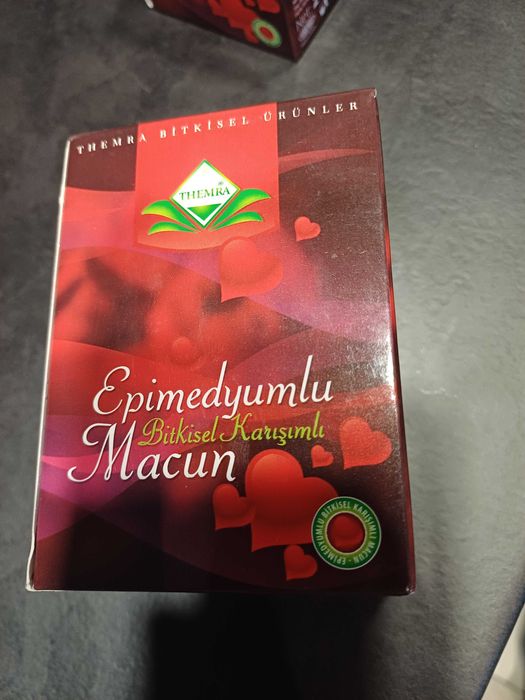 THEMRA BİTKİSEL ÜRÜNLER
THEMRA ®
Epimedyumlu
Bitkisel Karışımlı
Macun
EPİMEDYUMLU BİTKİSEL KARIŞIMLI MACUN